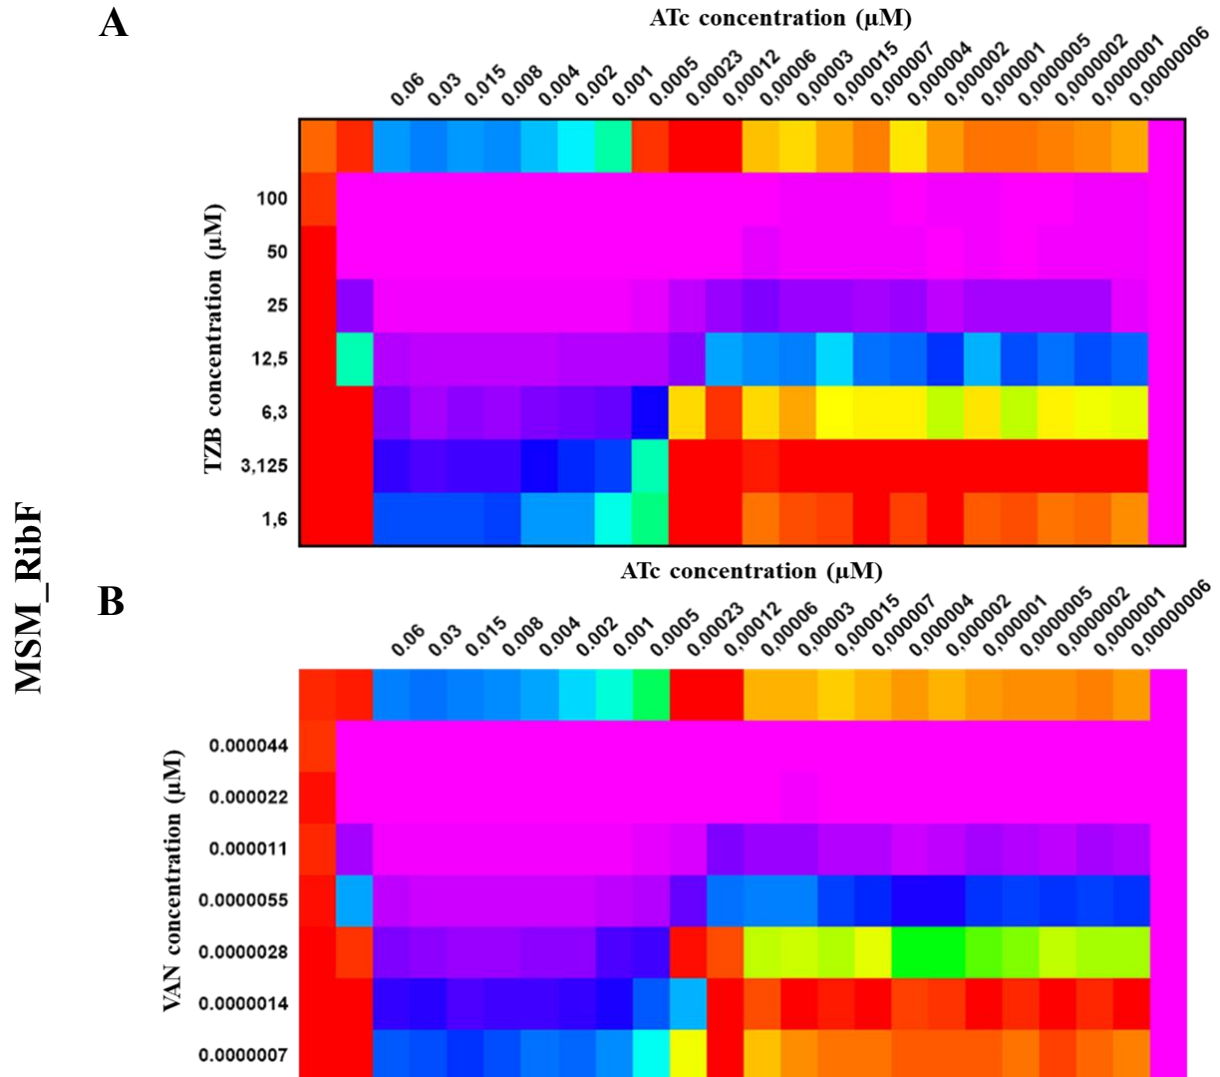 A
ATc concentration (µM)
0.06 0.03 0.015 0.008 0.004 0.002 0.001 0.0005 0.00023 0,00012 0,00006 0,00003 0,000015 0,000007 0,000004 0,000002 0,000001 0,0000005 0,0000002 0,0000001 0,00000006
TZB concentration (µM)
100
50
25
12,5
6,3
3,125
1,6
MSM_RibF
B
ATc concentration (µM)
0.06 0.03 0.015 0.008 0.004 0.002 0.001 0.0005 0.00023 0,00012 0,00006 0,00003 0,000015 0,000007 0,000004 0,000002 0,000001 0,0000005 0,0000002 0,0000001 0,00000006
VAN concentration (µM)
0.000044
0.000022
0.000011
0.0000055
0.0000028
0.0000014
0.0000007